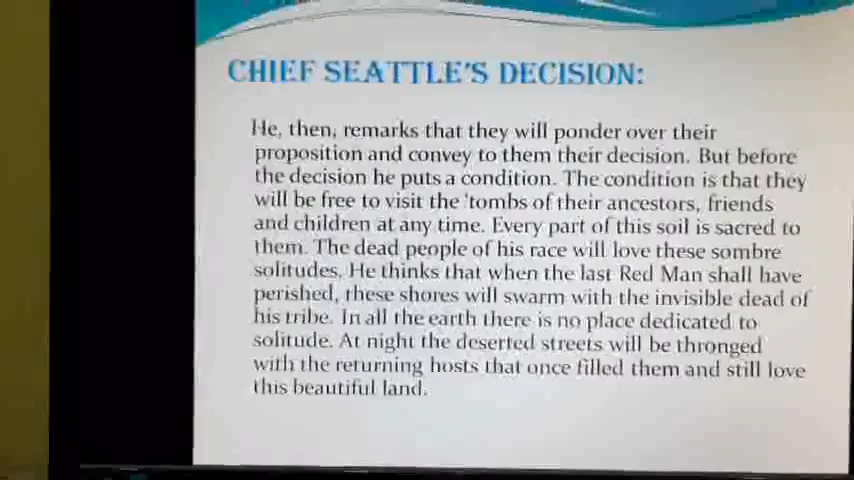 CHIEF SEATTLE'S DECISION:
He, then, remarks that they will ponder over their
proposition and convey to them their decision. But before
the decision he puts a condition. The condition is that they
will be free to visit the 'tombs of their ancestors, friends
and children at any time. Every part of this soil is sacred to
them. The dead people of his race will love these sombre
solitudes. He thinks that when the last Red Man shall have
perished, these shores will swarm with the invisible dead of
his tribe. In all the earth there is no place dedicated to
solitude. At night the deserted streets will be thronged
with the returning hosts that once filled them and still love
this beautiful land.